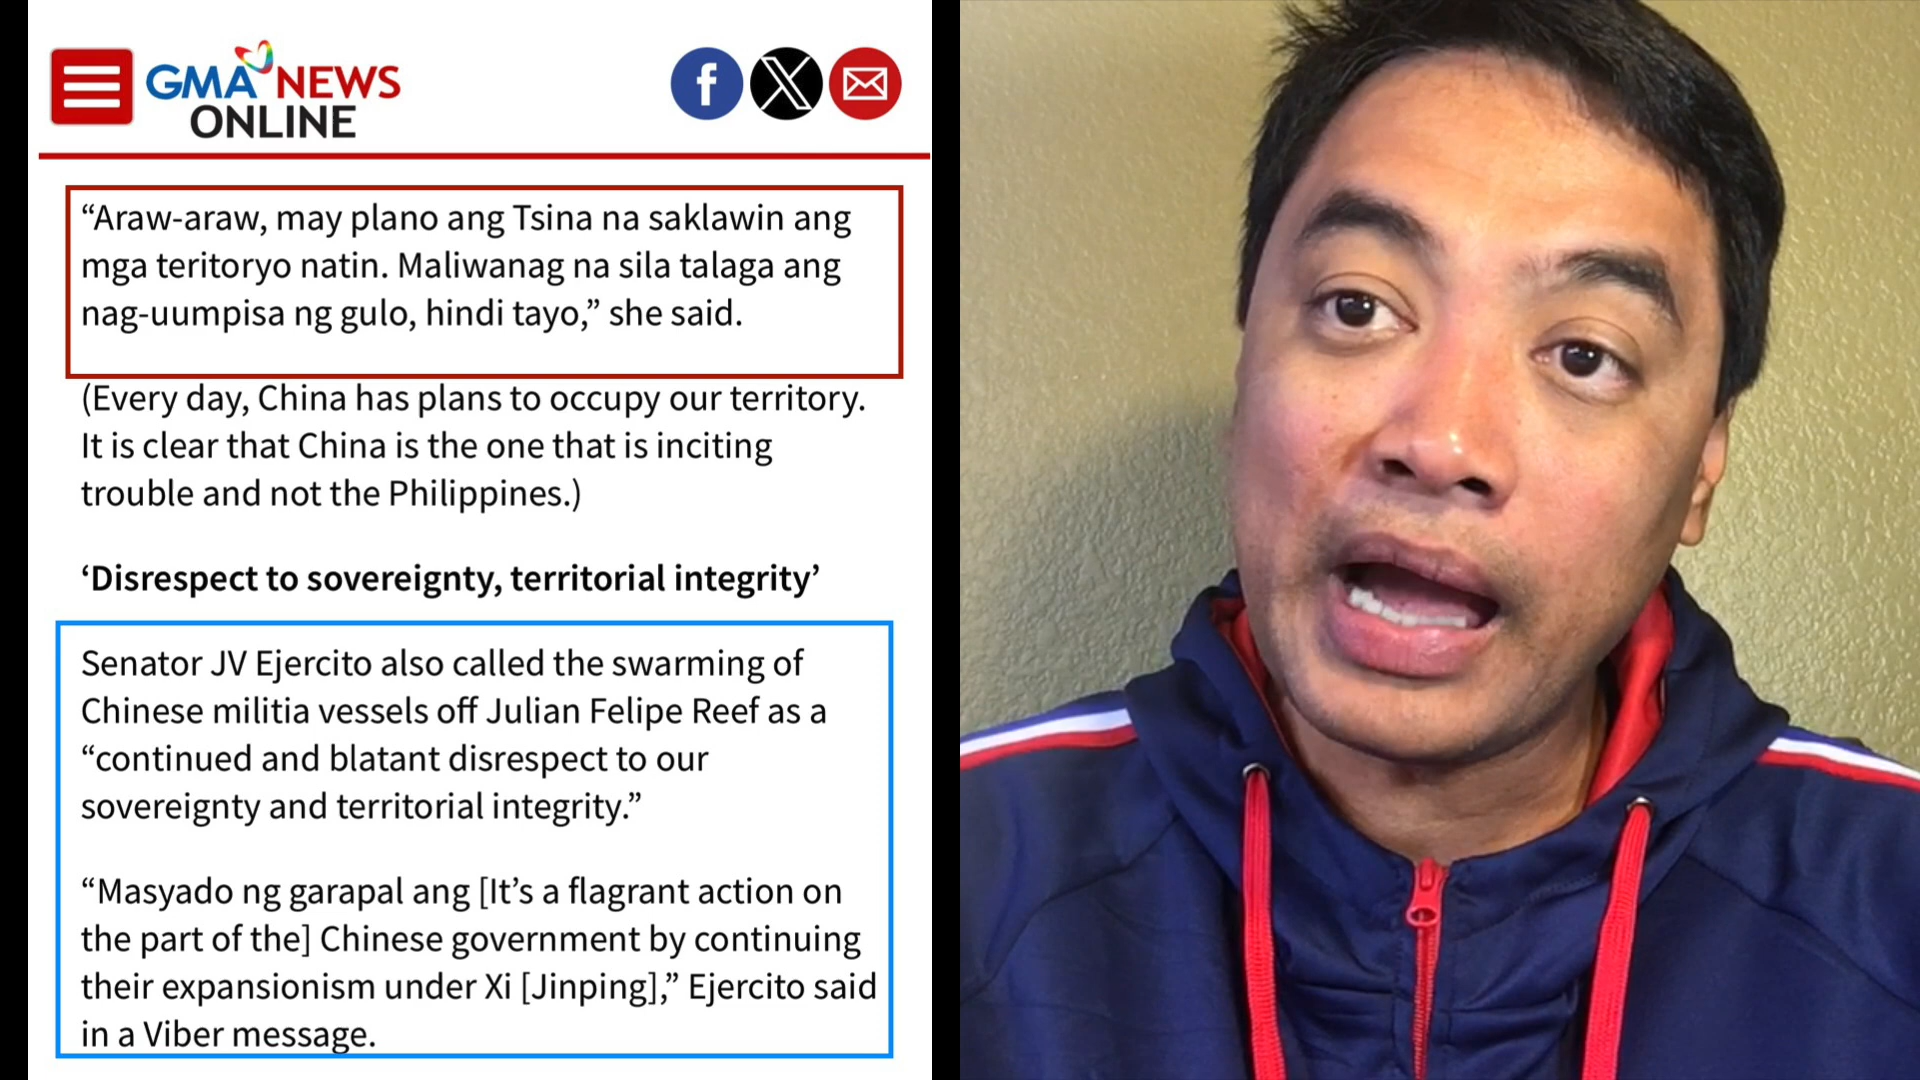 GMA NEWS
ONLINE
“Araw-araw, may plano ang Tsina na saklawin ang
mga teritoryo natin. Maliwanag na sila talaga ang
nag-uumpisa ng gulo, hindi tayo,” she said.
(Every day, China has plans to occupy our territory.
It is clear that China is the one that is inciting
trouble and not the Philippines.)
‘Disrespect to sovereignty, territorial integrity’
Senator JV Ejercito also called the swarming of
Chinese militia vessels off Julian Felipe Reef as a
“continued and blatant disrespect to our
sovereignty and territorial integrity.”
“Masyado ng garapal ang [It’s a flagrant action on
the part of the] Chinese government by continuing
their expansionism under Xi [Jinping],” Ejercito said
in a Viber message.